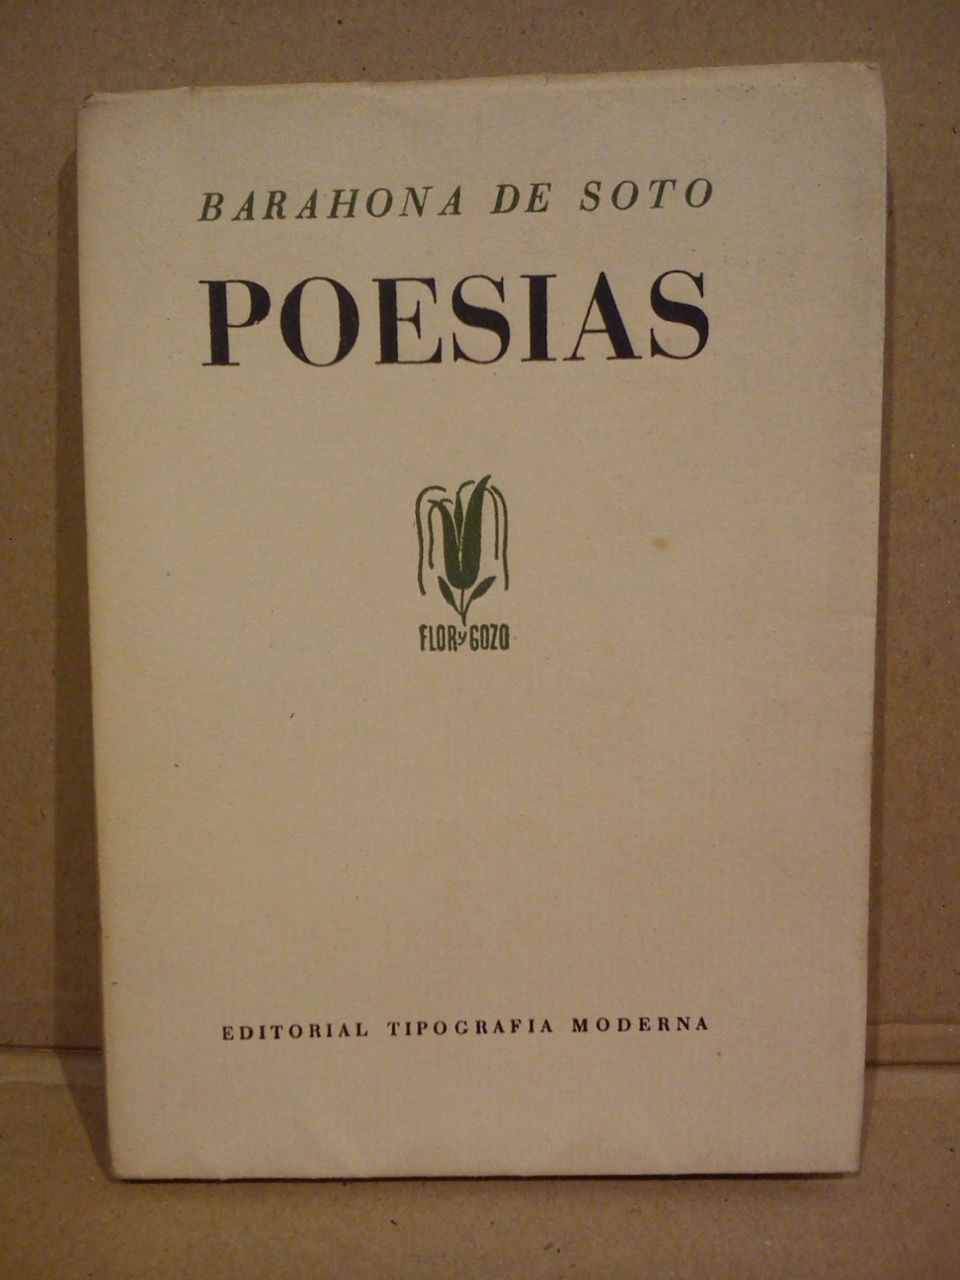 BARAHONA DE SOTO
POESIAS
FLOR y GOZO
EDITORIAL TIPOGRAFIA MODERNA